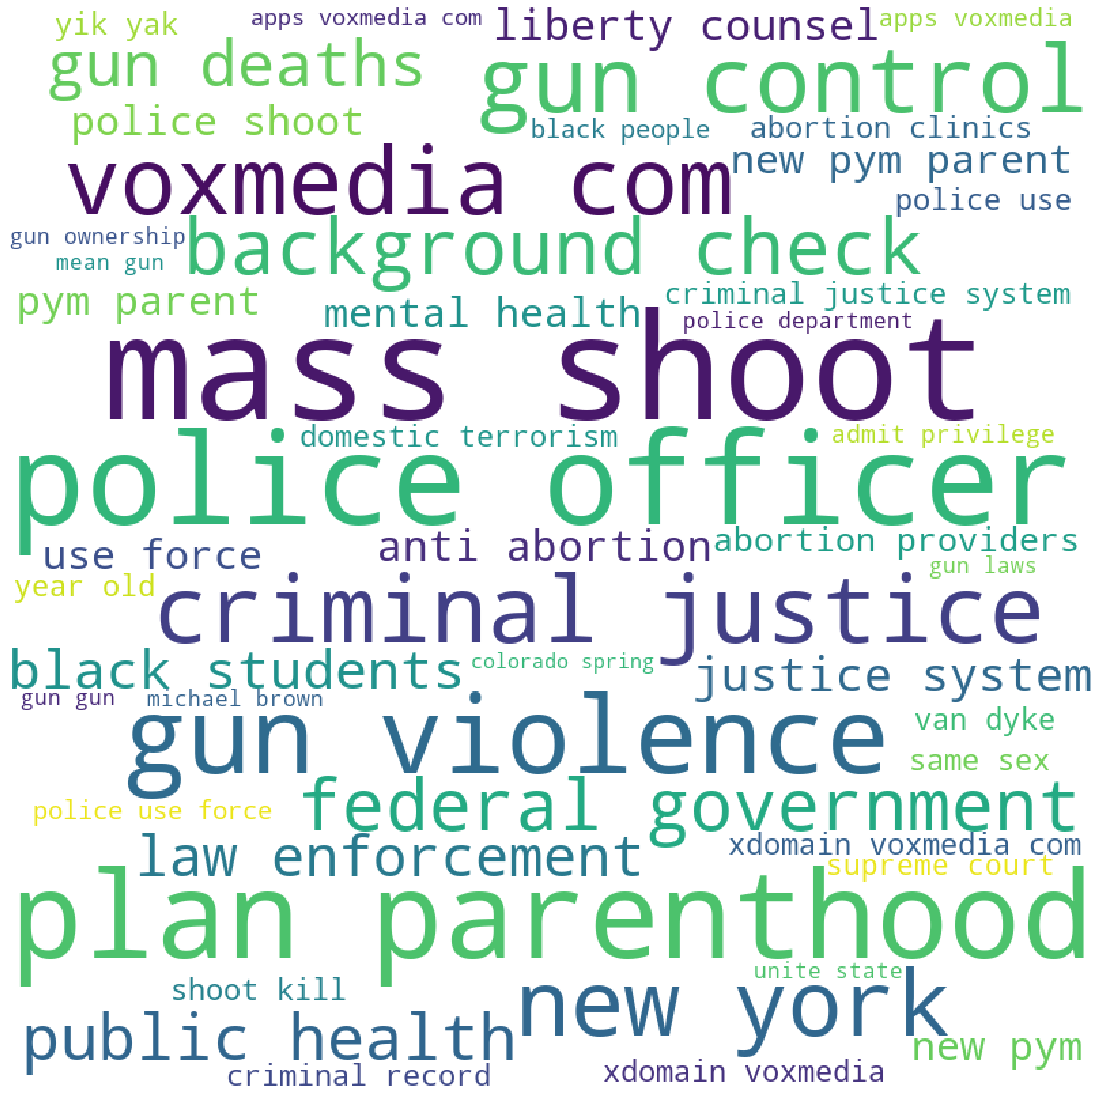 yik yak
apps voxmedia com
liberty counsel
apps voxmedia
gun deaths
gun control
police shoot
black people
abortion clinics
voxmedia com
new pym parent
police use
gun ownership
background check
mean gun
pym parent
mental health
criminal justice system
police department
mass shoot
domestic terrorism
admit privilege
police officer
use force
anti abortion
abortion providers
gun laws
year old
criminal justice
black students
colorado spring
justice system
gun gun
michael brown
gun violence
van dyke
same sex
police use force
federal government
law enforcement
xdomain voxmedia com
supreme court
plan parenthood
unite state
shoot kill
new york
public health
new pym
criminal record
xdomain voxmedia